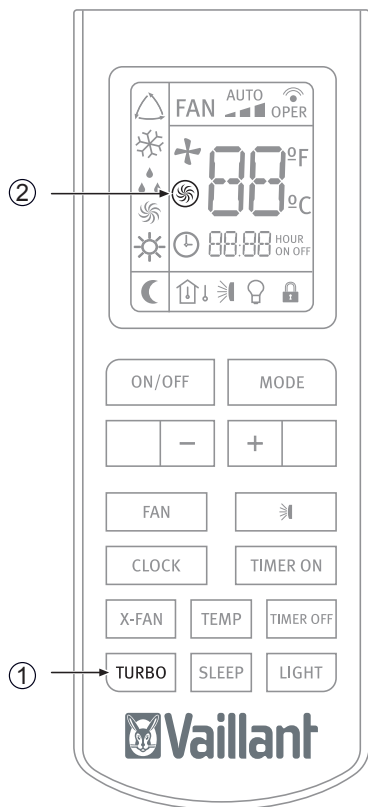 FAN AUTO OPER
88 ºF
② ºC
88:88 HOUR
ON OFF
ON/OFF MODE
− +
FAN
CLOCK TIMER ON
X-FAN TEMP TIMER OFF
① TURBO SLEEP LIGHT
Vaillant